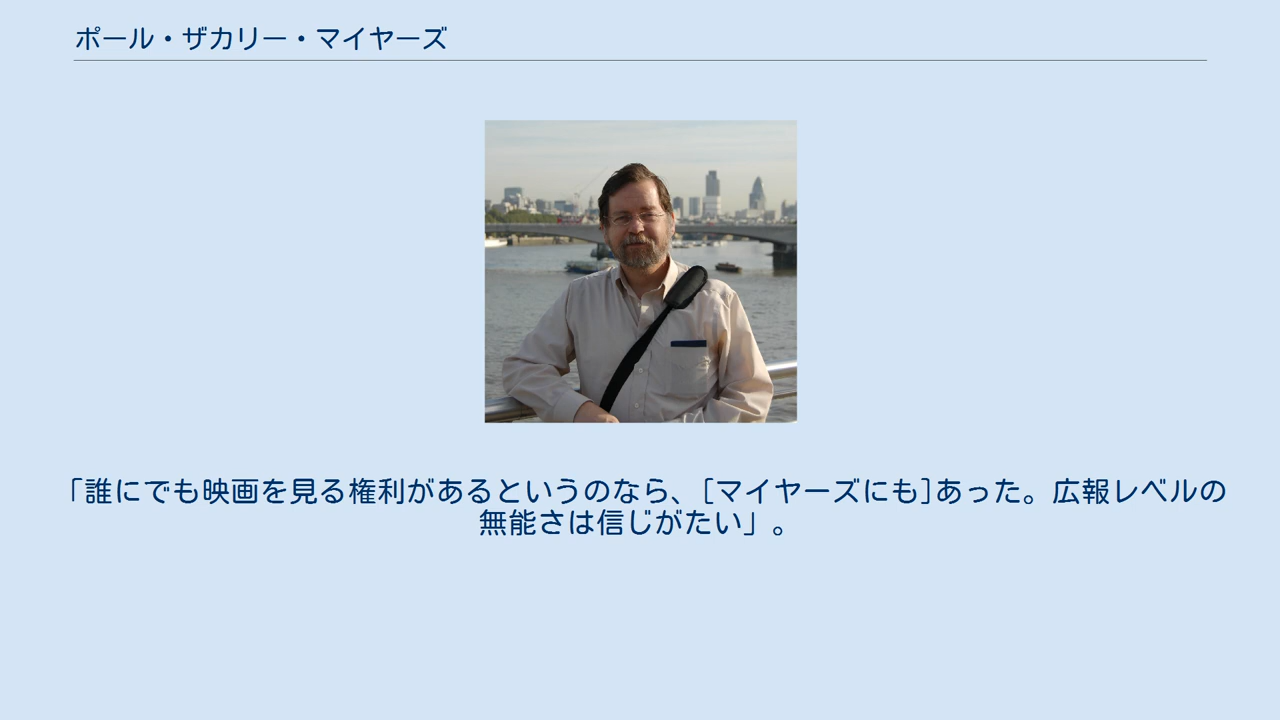 ポール・ザカリー・マイヤーズ
「誰にでも映画を見る権利があるというのなら、[マイヤーズにも]あった。広報レベルの
無能さは信じがたい」。